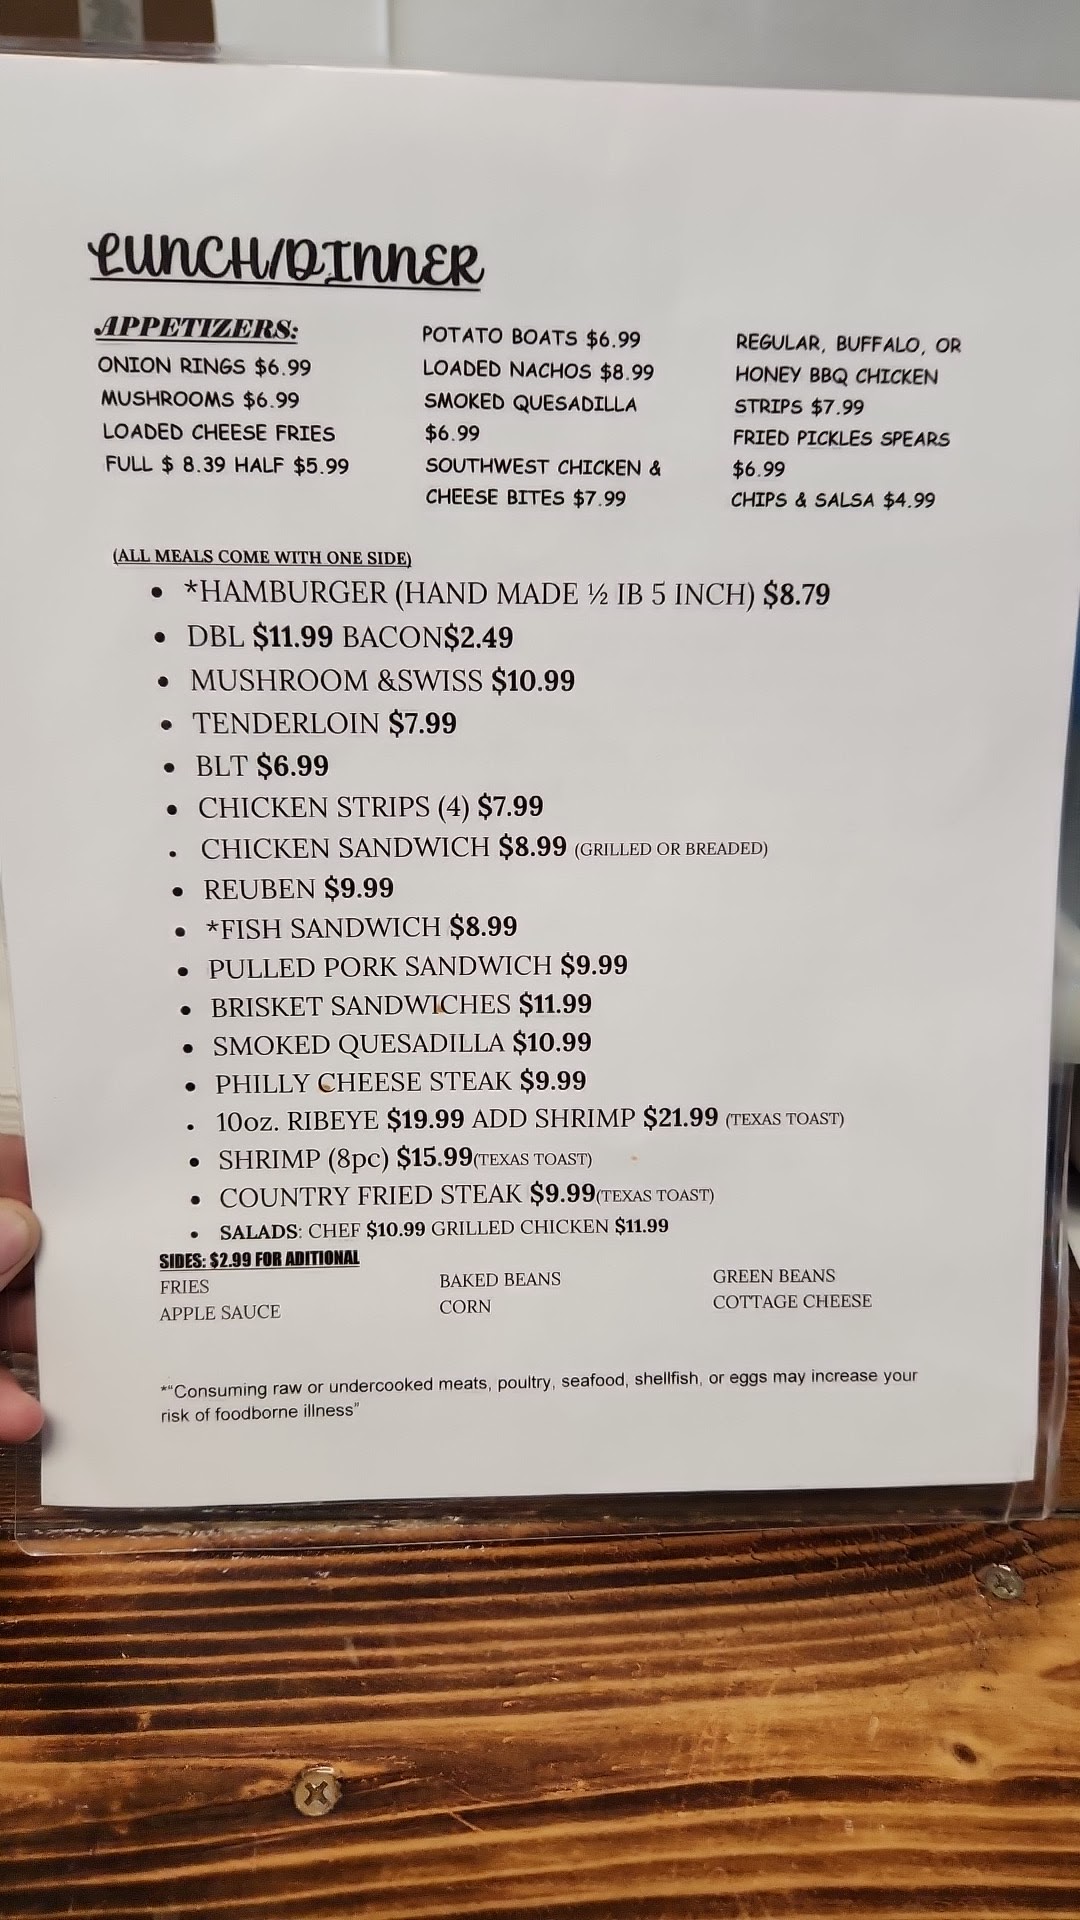 LUNCH/DINNER
APPETIZERS:
ONION RINGS $6.99
MUSHROOMS $6.99
LOADED CHEESE FRIES
FULL $ 8.39 HALF $5.99
POTATO BOATS $6.99
LOADED NACHOS $8.99
SMOKED QUESADILLA
$6.99
SOUTHWEST CHICKEN &
CHEESE BITES $7.99
REGULAR, BUFFALO, OR
HONEY BBQ CHICKEN
STRIPS $7.99
FRIED PICKLES SPEARS
$6.99
CHIPS & SALSA $4.99
(ALL MEALS COME WITH ONE SIDE)
• *HAMBURGER (HAND MADE ½ IB 5 INCH) $8.79
• DBL $11.99 BACON$2.49
• MUSHROOM &SWISS $10.99
• TENDERLOIN $7.99
• BLT $6.99
• CHICKEN STRIPS (4) $7.99
• CHICKEN SANDWICH $8.99 (GRILLED OR BREADED)
• REUBEN $9.99
• *FISH SANDWICH $8.99
• PULLED PORK SANDWICH $9.99
• BRISKET SANDWICHES $11.99
• SMOKED QUESADILLA $10.99
• PHILLY CHEESE STEAK $9.99
• 10oz. RIBEYE $19.99 ADD SHRIMP $21.99 (TEXAS TOAST)
• SHRIMP (8pc) $15.99(TEXAS TOAST)
• COUNTRY FRIED STEAK $9.99(TEXAS TOAST)
• SALADS: CHEF $10.99 GRILLED CHICKEN $11.99
SIDES: $2.99 FOR ADITIONAL
FRIES
APPLE SAUCE
BAKED BEANS
CORN
GREEN BEANS
COTTAGE CHEESE
*"Consuming raw or undercooked meats, poultry, seafood, shellfish, or eggs may increase your
risk of foodborne illness"